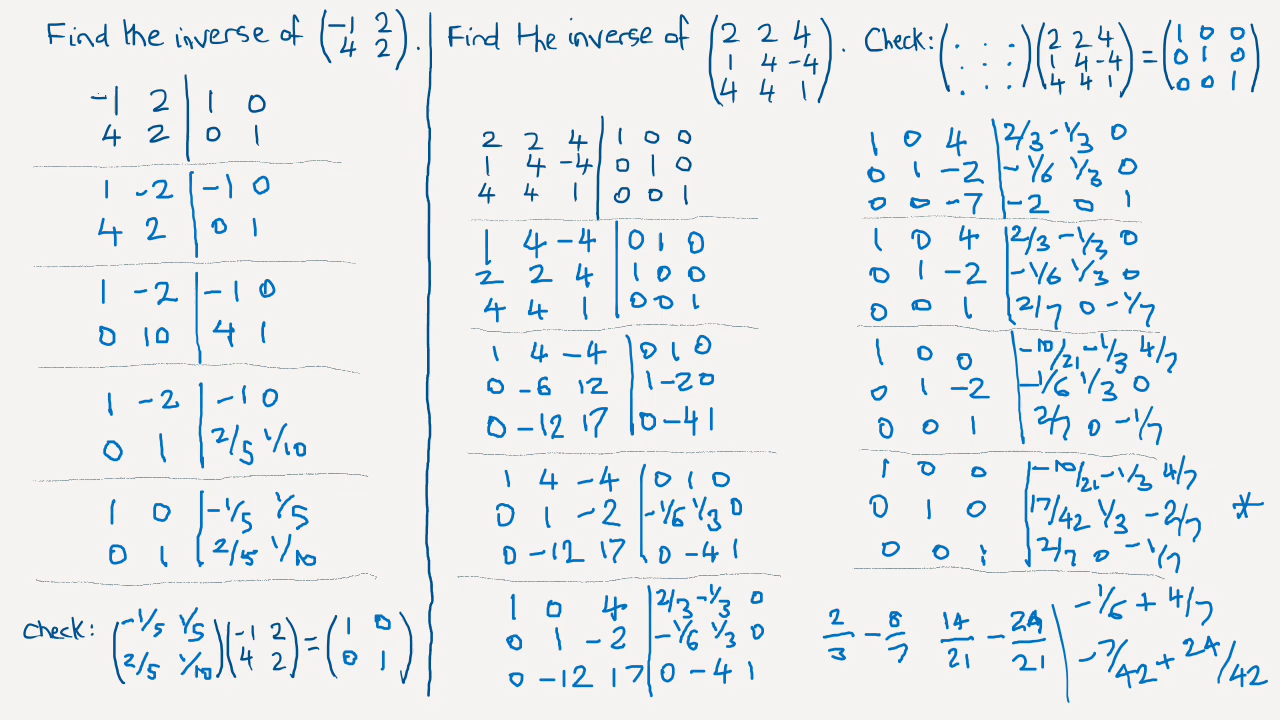 Find the inverse of (-1 2
4 2).
-1 2 | 1 0
4 2 | 0 1
1 -2 | -1 0
4 2 | 0 1
1 -2 | -1 0
0 10 | 4 1
1 -2 | -1 0
0 1 | 2/5 1/10
1 0 | -1/5 1/5
0 1 | 2/5 1/10
Check: (-1/5 1/5) (-1 2) = (1 0)
(2/5 1/10) (4 2) (0 1)
Find the inverse of (2 2 4
1 4 -4
4 4 1).
2 2 4 | 1 0 0
1 4 -4 | 0 1 0
4 4 1 | 0 0 1
1 4 -4 | 0 1 0
2 2 4 | 1 0 0
4 4 1 | 0 0 1
1 4 -4 | 0 1 0
0 -6 12 | 1 -2 0
0 -12 17 | 0 -4 1
1 4 -4 | 0 1 0
0 1 -2 | -1/6 1/3 0
0 -12 17 | 0 -4 1
1 0 4 | 2/3 -1/3 0
0 1 -2 | -1/6 1/3 0
0 -12 17 | 0 -4 1
Check: (. . .) (2 2 4) = (1 0 0)
(. . .) (1 4 -4) (0 1 0)
(. . .) (4 4 1) (0 0 1)
1 0 4 | 2/3 -1/3 0
0 1 -2 | -1/6 1/3 0
0 0 -7 | -2 0 1
1 0 4 | 2/3 -1/3 0
0 1 -2 | -1/6 1/3 0
0 0 1 | 2/7 0 -1/7
1 0 0 | -10/21 -1/3 4/7
0 1 -2 | -1/6 1/3 0
0 0 1 | 2/7 0 -1/7
1 0 0 | -10/21 -1/3 4/7
0 1 0 | 17/42 1/3 -2/7 *
0 0 1 | 2/7 0 -1/7
2/3 - 8/7 14/21 - 24/21
-1/6 + 4/7
-7/42 + 24/42